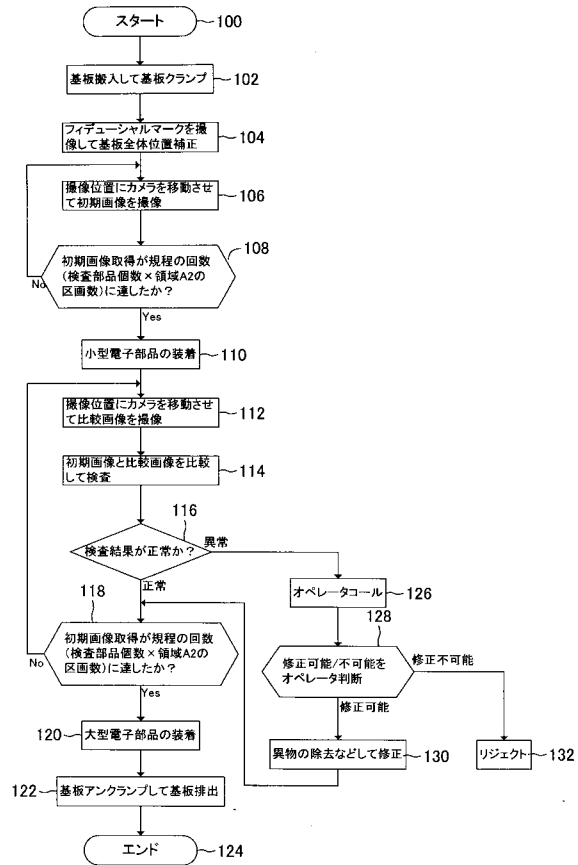 スタート
100
基板搬入して基板クランプ
102
フィデューシャルマークを撮
像して基板全体位置補正
104
撮像位置にカメラを移動させ
て初期画像を撮像
106
108
初期画像取得が規程の回数
(検査部品個数×領域A2の
区画数)に達したか?
No
Yes
小型電子部品の装着
110
撮像位置にカメラを移動させ
て比較画像を撮像
112
初期画像と比較画像を比較
して検査
114
116
検査結果が正常か?
異常
正常
オペレータコール
126
118
初期画像取得が規程の回数
(検査部品個数×領域A2の
区画数)に達したか?
No
Yes
128
修正可能/不可能を
オペレータ判断
修正不可能
修正可能
120
大型電子部品の装着
異物の除去などして修正
130
リジェクト
132
122
基板アンクランプして基板排出
エンド
124